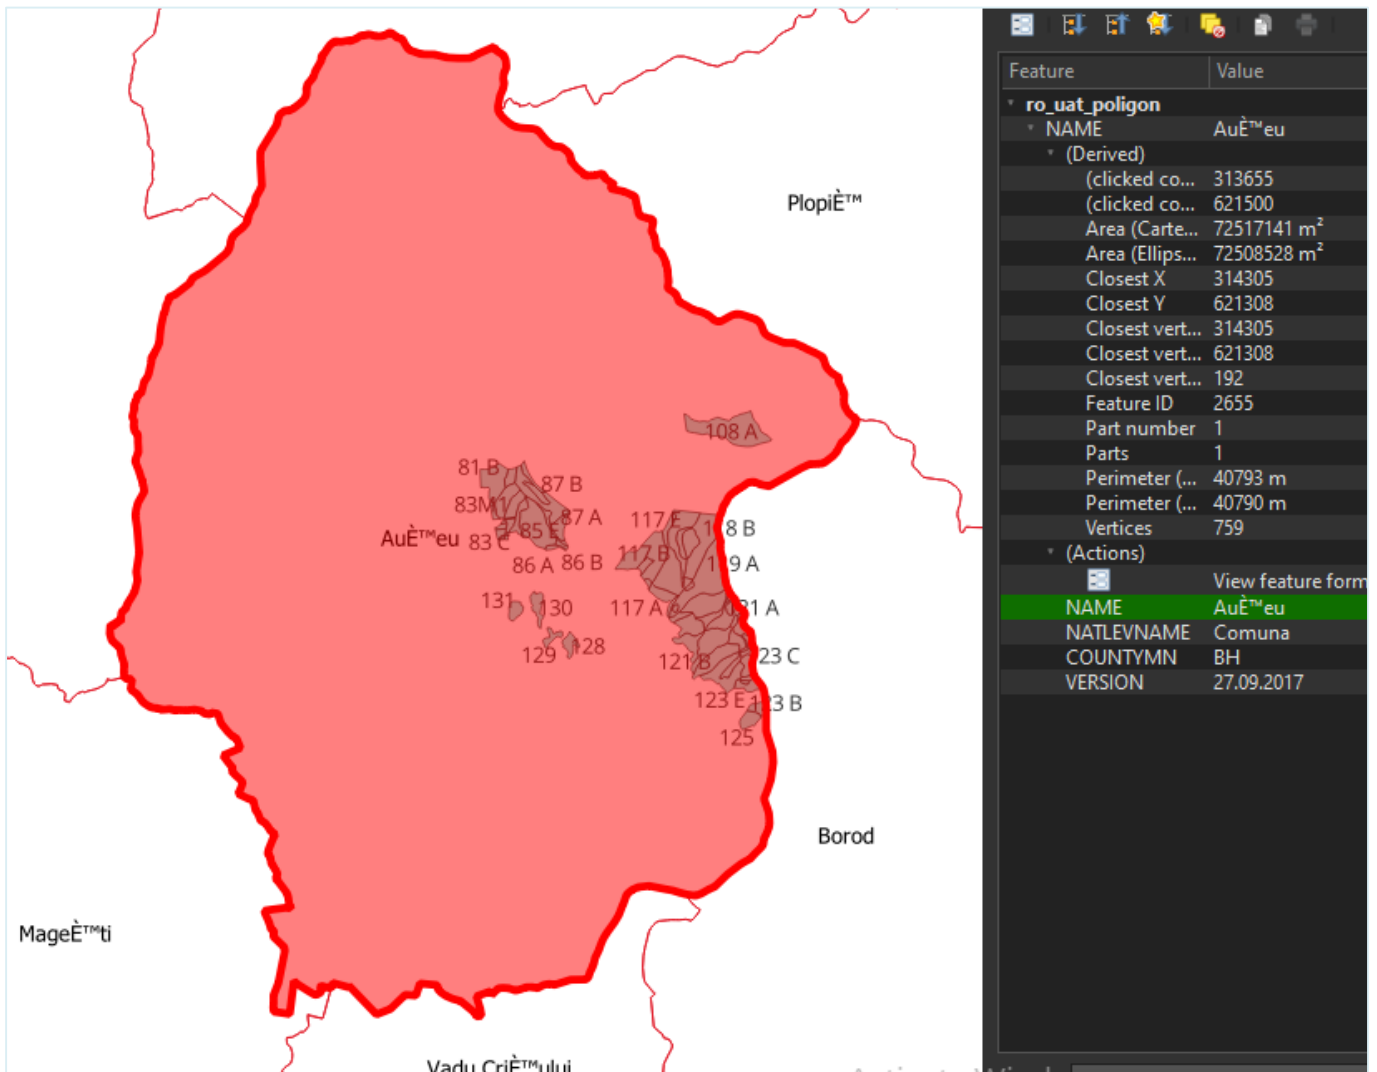 PlopiÈ™
108 A
81 B
87 B
83M1
87 A
85 E
AuÈ™eu
83 C
86 A
86 B
117 F
8 B
117 B
9 A
131
130
117 A
21 A
129
128
121 B
23 C
123 E
23 B
125
Borod
MageÈ™ti
Vadu CriÈ™ului
Feature Value
ro_uat_poligon
NAME AuÈ™eu
(Derived)
(clicked co... 313655
(clicked co... 621500
Area (Carte... 72517141 m²
Area (Ellips... 72508528 m²
Closest X 314305
Closest Y 621308
Closest vert... 314305
Closest vert... 621308
Closest vert... 192
Feature ID 2655
Part number 1
Parts 1
Perimeter (... 40793 m
Perimeter (... 40790 m
Vertices 759
(Actions)
View feature form
NAME AuÈ™eu
NATLEVNAME Comuna
COUNTYMN BH
VERSION 27.09.2017